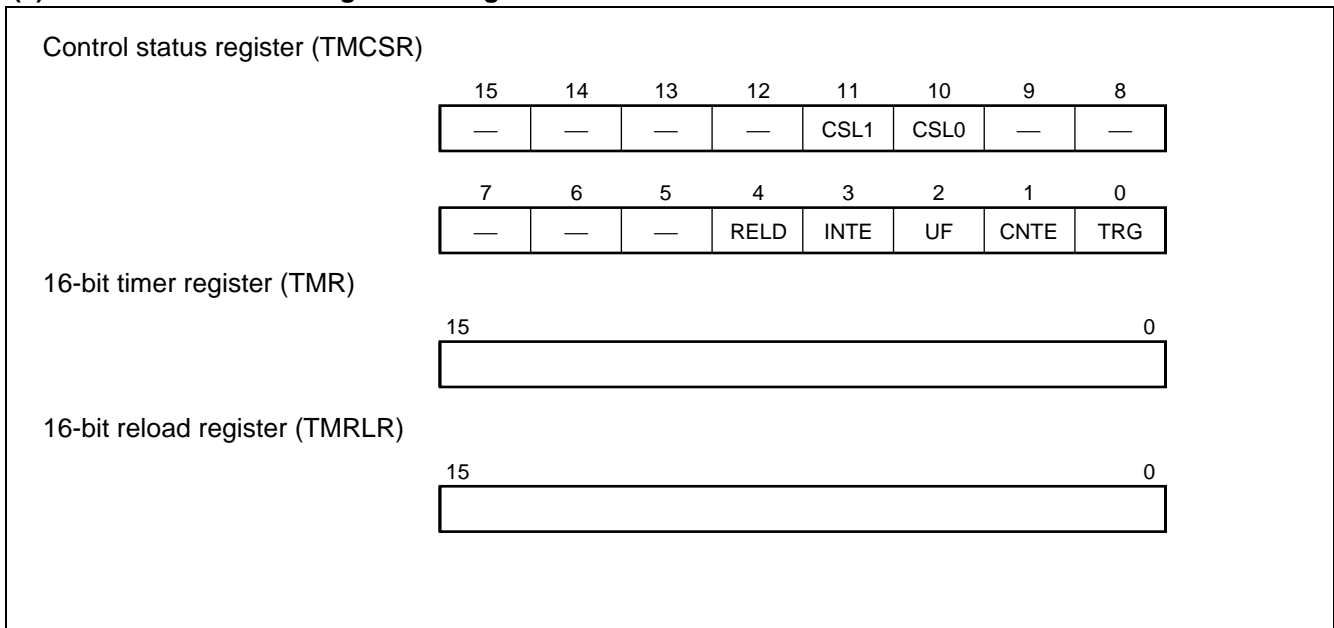 Control status register (TMCSR)
15 14 13 12 11 10 9 8
— — — — CSL1 CSL0 — —
7 6 5 4 3 2 1 0
— — — RELD INTE UF CNTE TRG
16-bit timer register (TMR)
15 0
16-bit reload register (TMRLR)
15 0